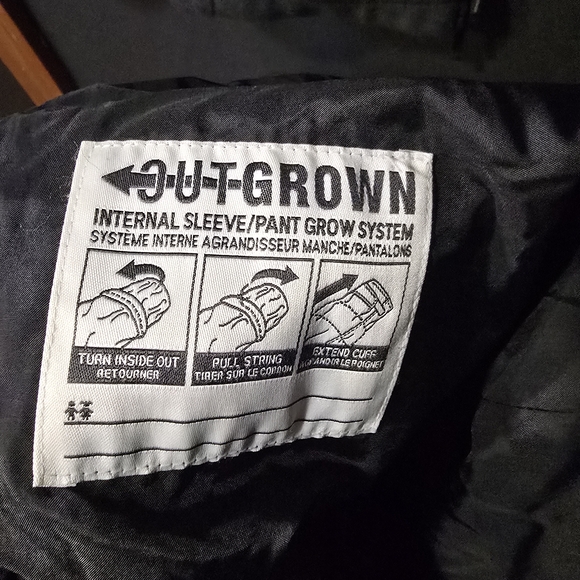 OUTGROWN
INTERNAL SLEEVE/PANT GROW SYSTEM
SYSTÈME INTERNE AGRANDISSEUR MANCHE/PANTALONS
TURN INSIDE OUT
RETOURNER
PULL STRING
TIRER SUR LE CORDON
EXTEND CUFF
LE POIGNET